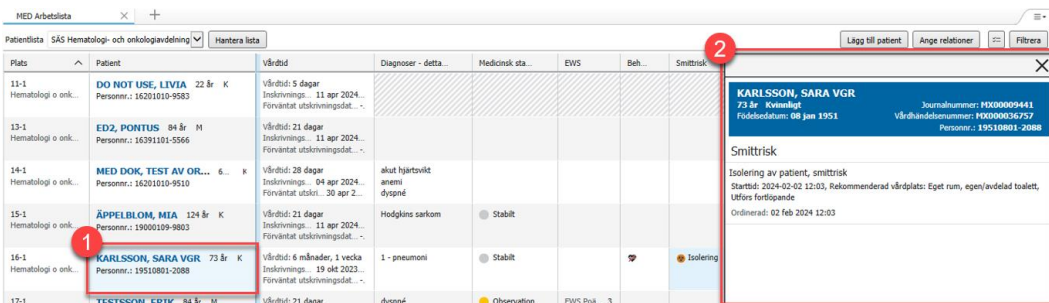 MED Arbetslista
Patientlista SÄS Hematologi- och onkologiavdelning Hantera lista
Lägg till patient Ange relationer Filtrera
2
Plats Patient Vårdtid Diagnoser - detta... Medicinsk sta... EWS Beh... Smittrisk
11-1 DO NOT USE, LIVIA 22 år K Vårdtid: 5 dagar
Hematologi o onk... Personnr.: 16201010-9583 Inskrivnings... 11 apr 2024...
Förväntat utskrivningsdat... -.
13-1 ED2, PONTUS 84 år M Vårdtid: 21 dagar
Hematologi o onk... Personnr.: 16391101-5566 Inskrivnings... 11 apr 2024...
Förväntat utskrivningsdat... -.
14-1 MED DOK, TEST AV OR... 6... K Vårdtid: 28 dagar akut hjärtsvikt
Hematologi o onk... Personnr.: 16201010-9510 Inskrivnings... 04 apr 2024... anemi
Förväntat utskri... 30 apr 2... dyspné
15-1 ÄPPELBLOM, MIA 124 år K Vårdtid: 21 dagar Hodgkins sarkom Stabilt
Hematologi o onk... Personnr.: 19000109-9803 Inskrivnings... 11 apr 2024...
Förväntat utskrivningsdat... -.
1
16-1 KARLSSON, SARA VGR 73 år K Vårdtid: 6 månader, 1 vecka 1 - pneumoni Stabilt Isolering
Hematologi o onk... Personnr.: 19510801-2088 Inskrivnings... 19 okt 2023...
Förväntat utskrivningsdat... -.
17-1 TESTSSON, ERIK 84 år M Vårdtid: 21 dagar dyspné Observation EWS Poä... 3
KARLSSON, SARA VGR
73 år Kvinnligt Journalnummer: MX00009441
Födelsedatum: 08 jan 1951 Vårdhändelsenummer: MX000036757
Personnr.: 19510801-2088
Smittrisk
Isolering av patient, smittrisk
Starttid: 2024-02-02 12:03, Rekommenderad vårdplats: Eget rum, egen/avdelad toalett,
Utförs fortlöpande
Ordinerad: 02 feb 2024 12:03